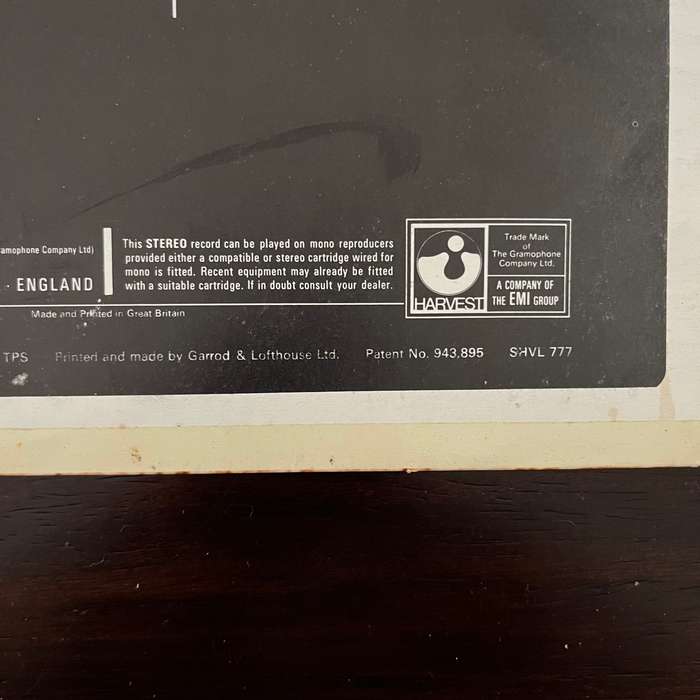 ramophone Company Ltd)
This STEREO record can be played on mono reproducers
provided either a compatible or stereo cartridge wired for
mono is fitted. Recent equipment may already be fitted
with a suitable cartridge. If in doubt consult your dealer.
· ENGLAND
HARVEST
Trade Mark
of
The Gramophone
Company Ltd.
A COMPANY OF
THE EMI GROUP
Made and Printed in Great Britain
TPS Printed and made by Garrod & Lofthouse Ltd. Patent No. 943,895 SHVL 777